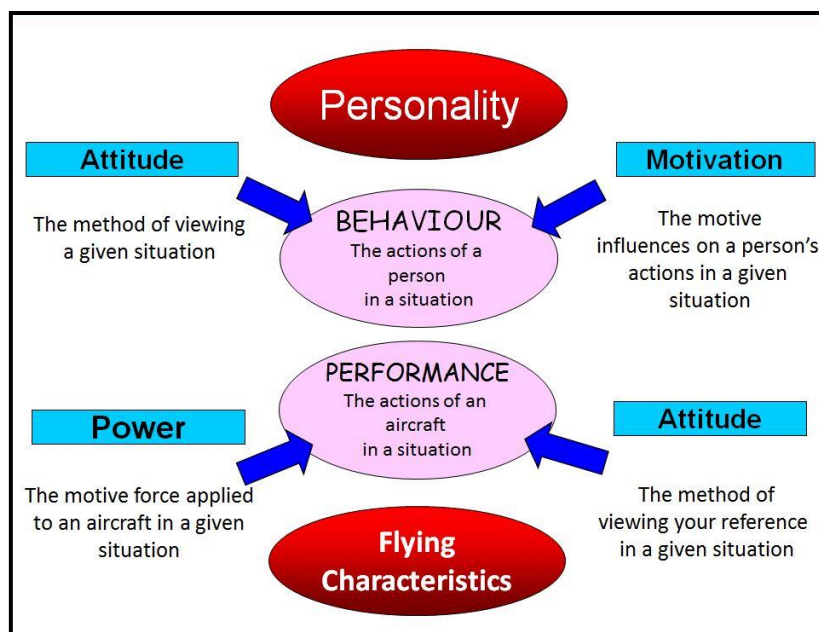 Personality
Attitude
The method of viewing
a given situation
Motivation
The motive
influences on a person's
actions in a given
situation
BEHAVIOUR
The actions of a
person
in a situation
PERFORMANCE
The actions of an
aircraft
in a situation
Power
The motive force applied
to an aircraft in a given
situation
Attitude
The method of
viewing your reference
in a given situation
Flying
Characteristics